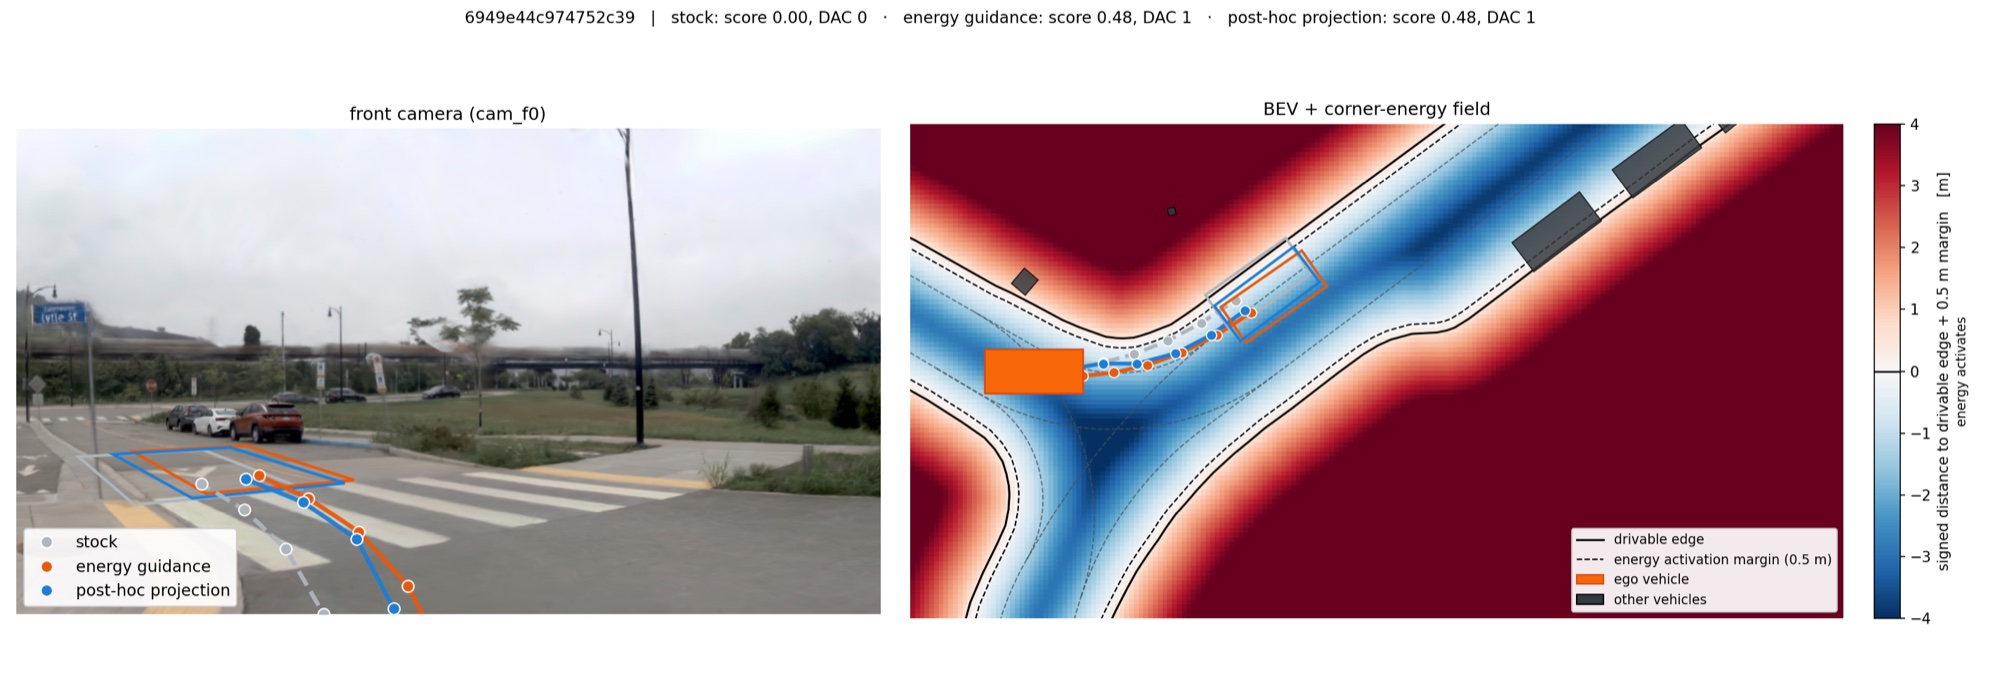 6949e44c974752c39 | stock: score 0.00, DAC 0 · energy guidance: score 0.48, DAC 1 · post-hoc projection: score 0.48, DAC 1
front camera (cam_f0)
Lytle St
stock
energy guidance
post-hoc projection
BEV + corner-energy field
drivable edge
energy activation margin (0.5 m)
ego vehicle
other vehicles
4
3
2
1
0
−1
−2
−3
−4
signed distance to drivable edge + 0.5 m margin [m]
energy activates